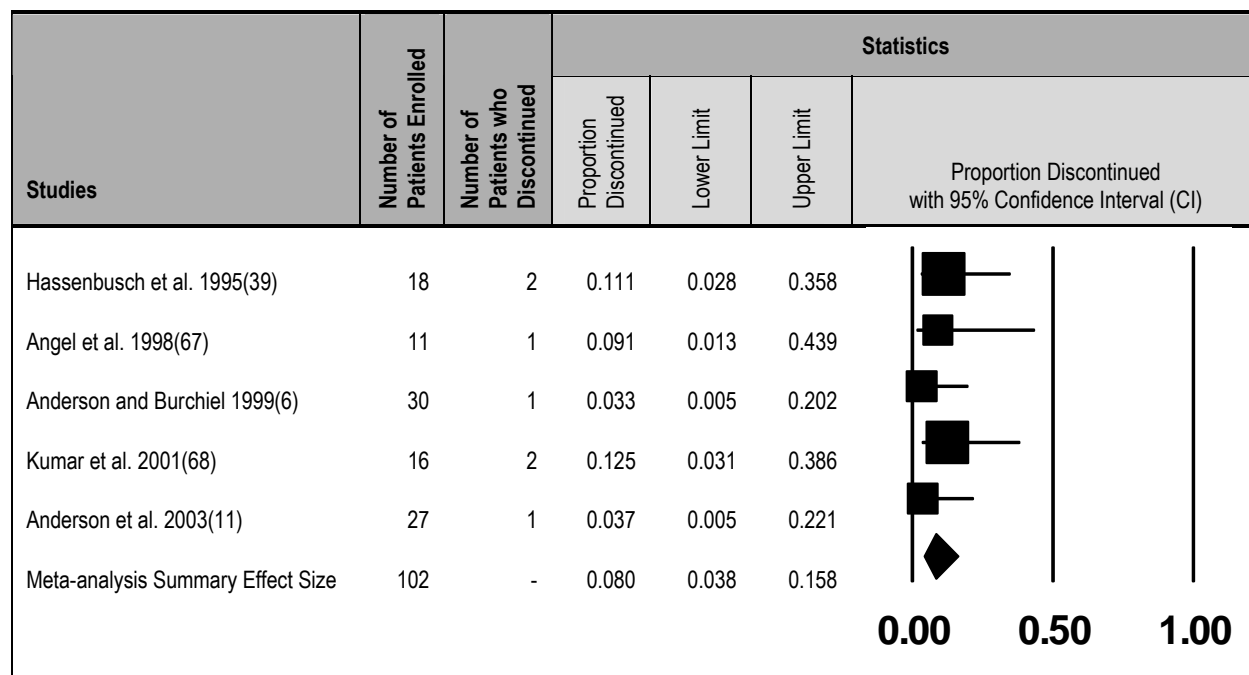 Studies
Number of
Patients Enrolled
Number of
Patients who
Discontinued
Statistics
Proportion
Discontinued
Lower Limit
Upper Limit
Proportion Discontinued
with 95% Confidence Interval (CI)
Hassenbusch et al. 1995(39) 18 2 0.111 0.028 0.358
Angel et al. 1998(67) 11 1 0.091 0.013 0.439
Anderson and Burchiel 1999(6) 30 1 0.033 0.005 0.202
Kumar et al. 2001(68) 16 2 0.125 0.031 0.386
Anderson et al. 2003(11) 27 1 0.037 0.005 0.221
Meta-analysis Summary Effect Size 102 - 0.080 0.038 0.158
0.00 0.50 1.00